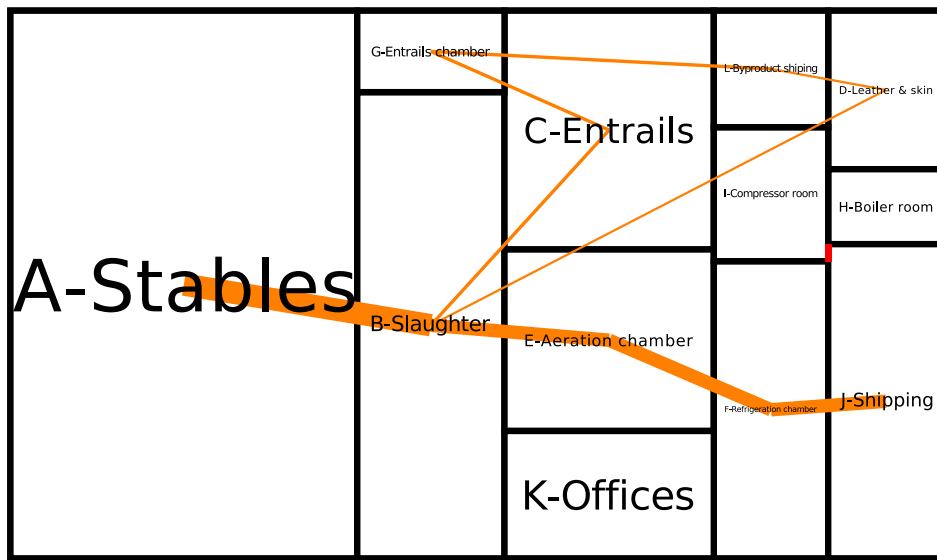 G-Entrails chamber
L-Byproduct shiping
D-Leather & skin
C-Entrails
I-Compressor room
H-Boiler room
A-Stables
B-Slaughter
E-Aeration chamber
F-Refrigeration chamber
J-Shipping
K-Offices